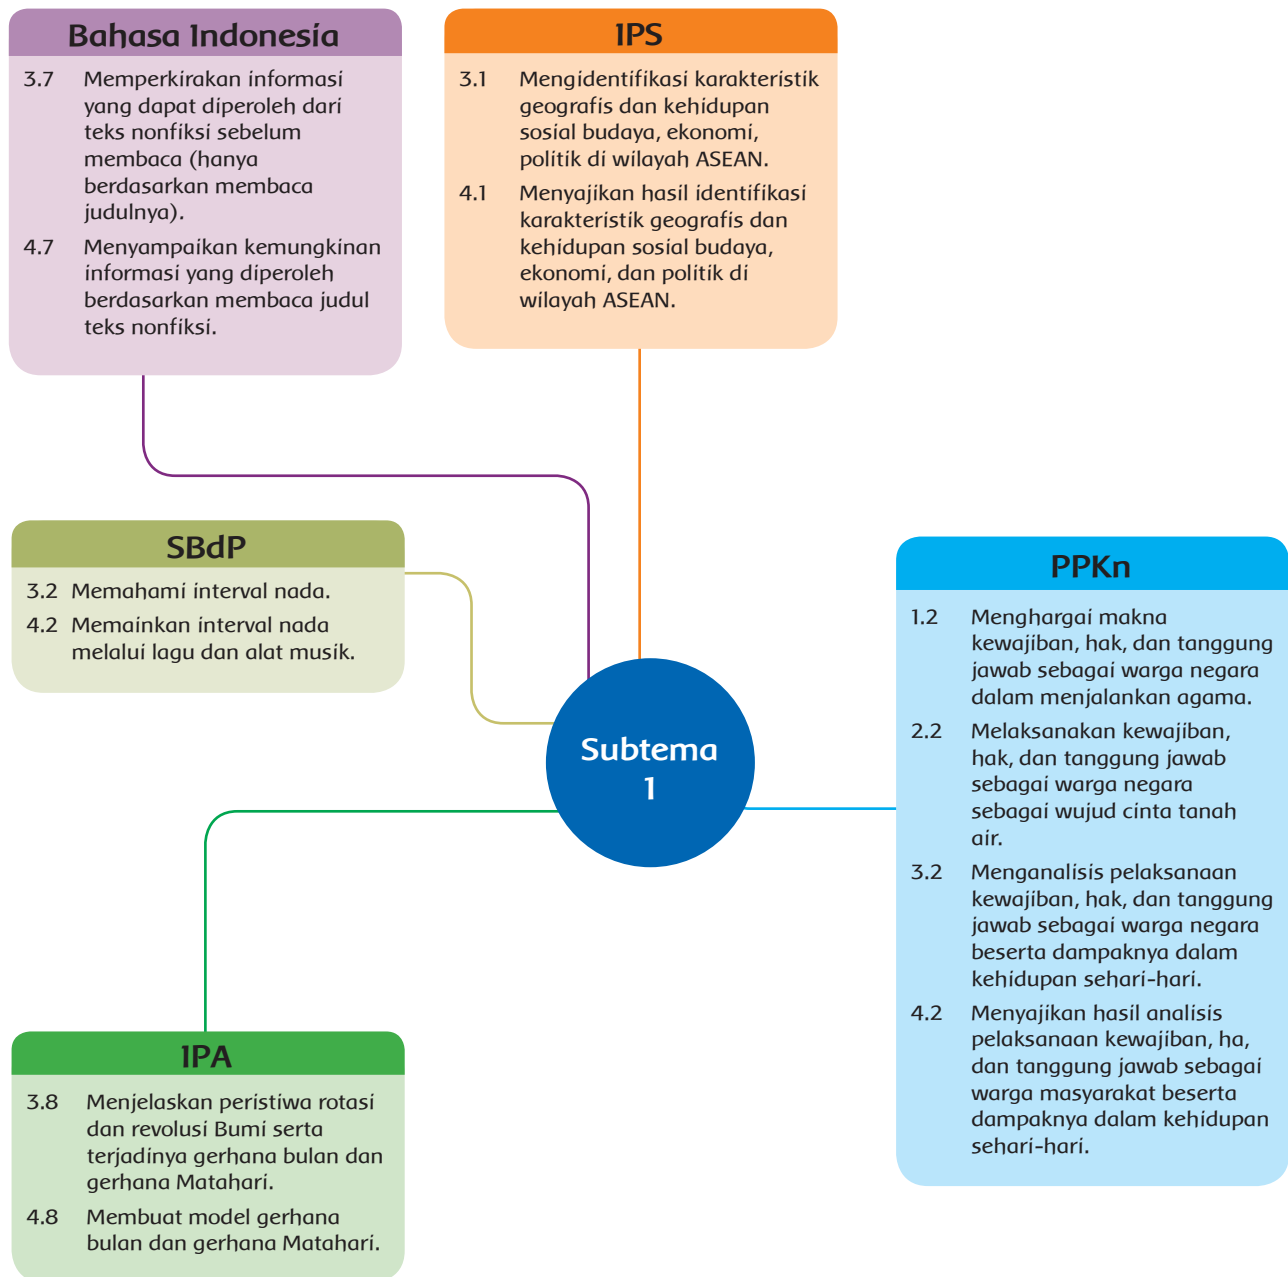 Bahasa Indonesia
3.7 Memperkirakan informasi
yang dapat diperoleh dari
teks nonfiksi sebelum
membaca (hanya
berdasarkan membaca
judulnya).
4.7 Menyampaikan kemungkinan
informasi yang diperoleh
berdasarkan membaca judul
teks nonfiksi.
IPS
3.1 Mengidentifikasi karakteristik
geografis dan kehidupan
sosial budaya, ekonomi,
politik di wilayah ASEAN.
4.1 Menyajikan hasil identifikasi
karakteristik geografis dan
kehidupan sosial budaya,
ekonomi, dan politik di
wilayah ASEAN.
SBdP
3.2 Memahami interval nada.
4.2 Memainkan interval nada
melalui lagu dan alat musik.
Subtema
1
PPKn
1.2 Menghargai makna
kewajiban, hak, dan tanggung
jawab sebagai warga negara
dalam menjalankan agama.
2.2 Melaksanakan kewajiban,
hak, dan tanggung jawab
sebagai warga negara
sebagai wujud cinta tanah
air.
3.2 Menganalisis pelaksanaan
kewajiban, hak, dan tanggung
jawab sebagai warga negara
beserta dampaknya dalam
kehidupan sehari-hari.
4.2 Menyajikan hasil analisis
pelaksanaan kewajiban, ha,
dan tanggung jawab sebagai
warga masyarakat beserta
dampaknya dalam kehidupan
sehari-hari.
IPA
3.8 Menjelaskan peristiwa rotasi
dan revolusi Bumi serta
terjadinya gerhana bulan dan
gerhana Matahari.
4.8 Membuat model gerhana
bulan dan gerhana Matahari.